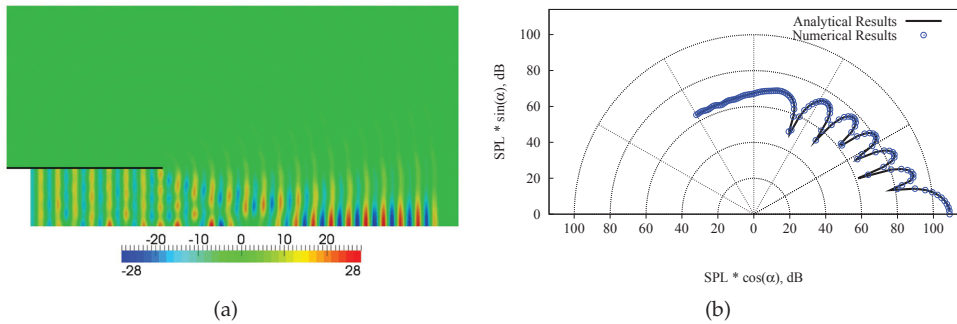 -20 -10 0 10 20
-28 28
(a)
Analytical Results
Numerical Results
SPL * sin(α), dB
100
80
60
40
20
0
100 80 60 40 20 0 20 40 60 80 100
SPL * cos(α), dB
(b)